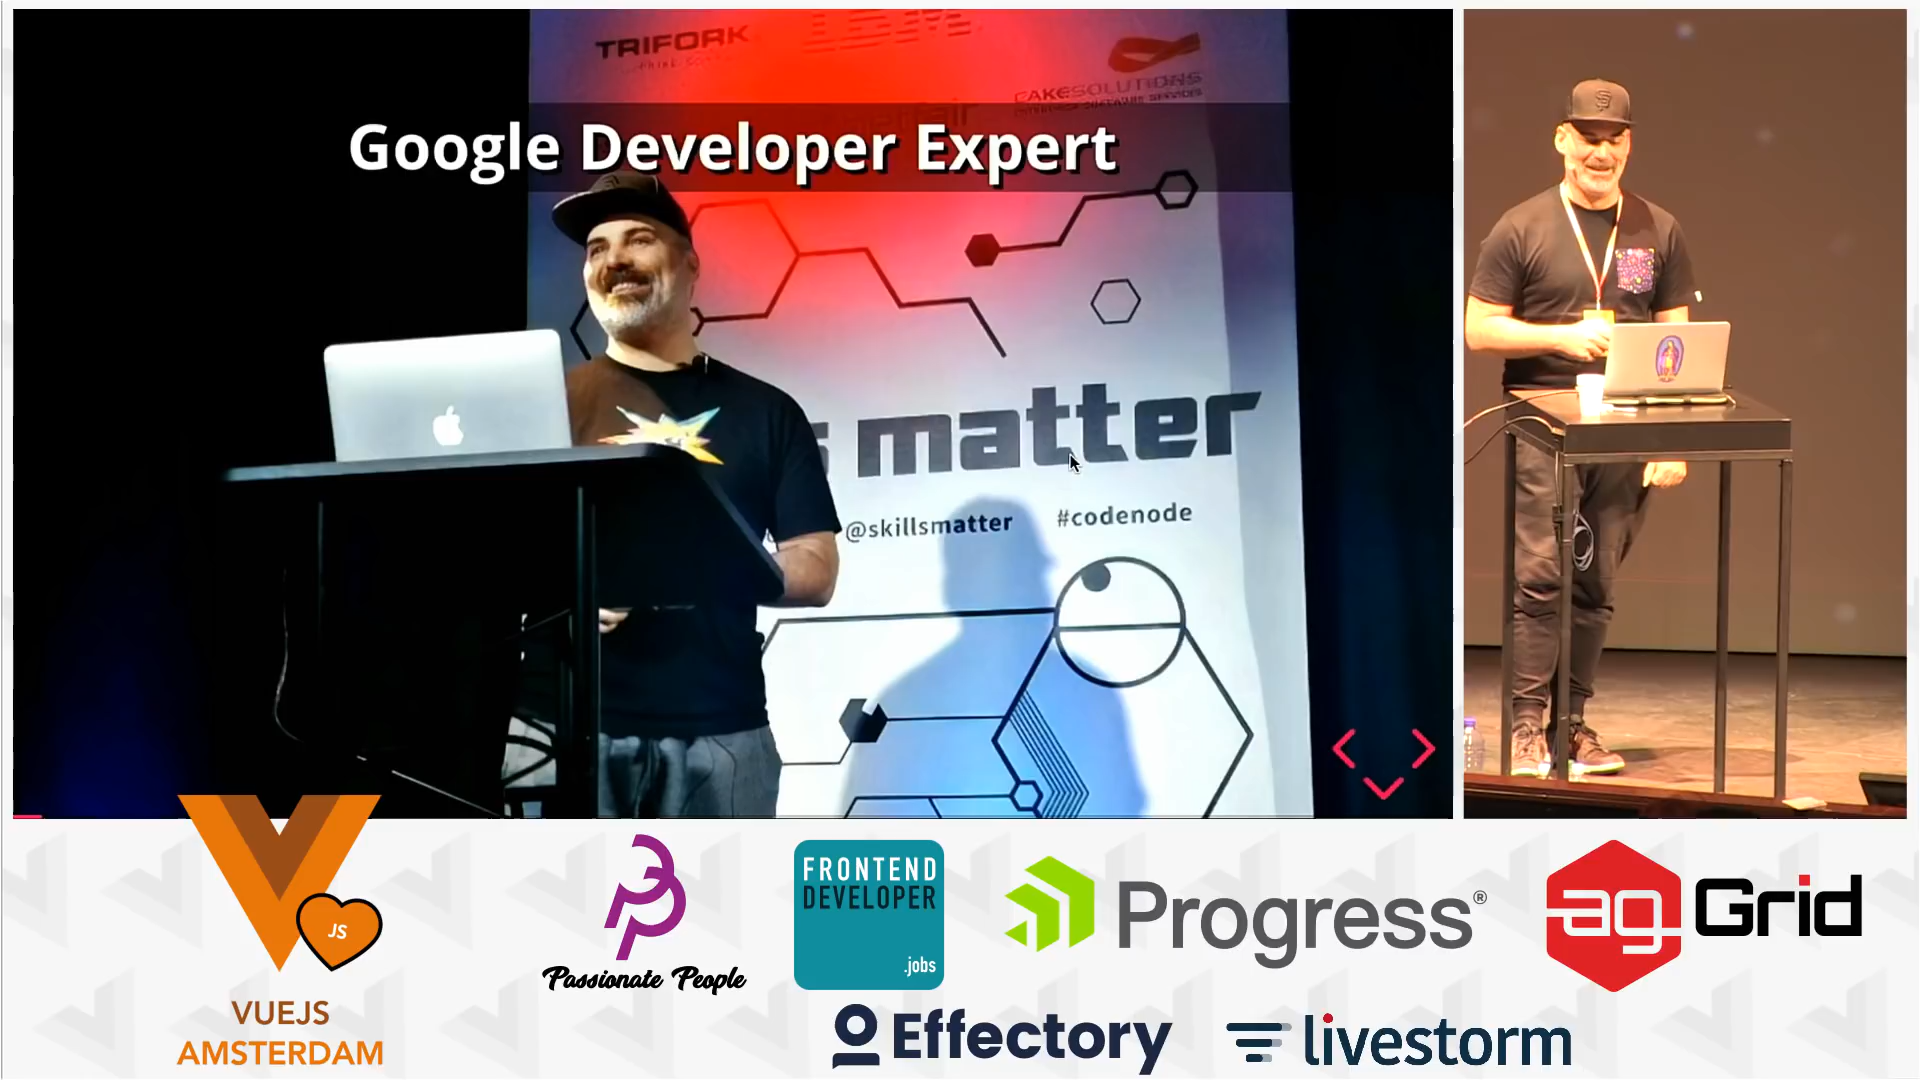 TRIFORK
IBM
CAKESOLUTIONS
Google Developer Expert
matter
@skillsmatter #codenode
JS
VUEJS
AMSTERDAM
Passionate People
FRONTEND
DEVELOPER
.jobs
Progress®
ag Grid
Effectory
livestorm